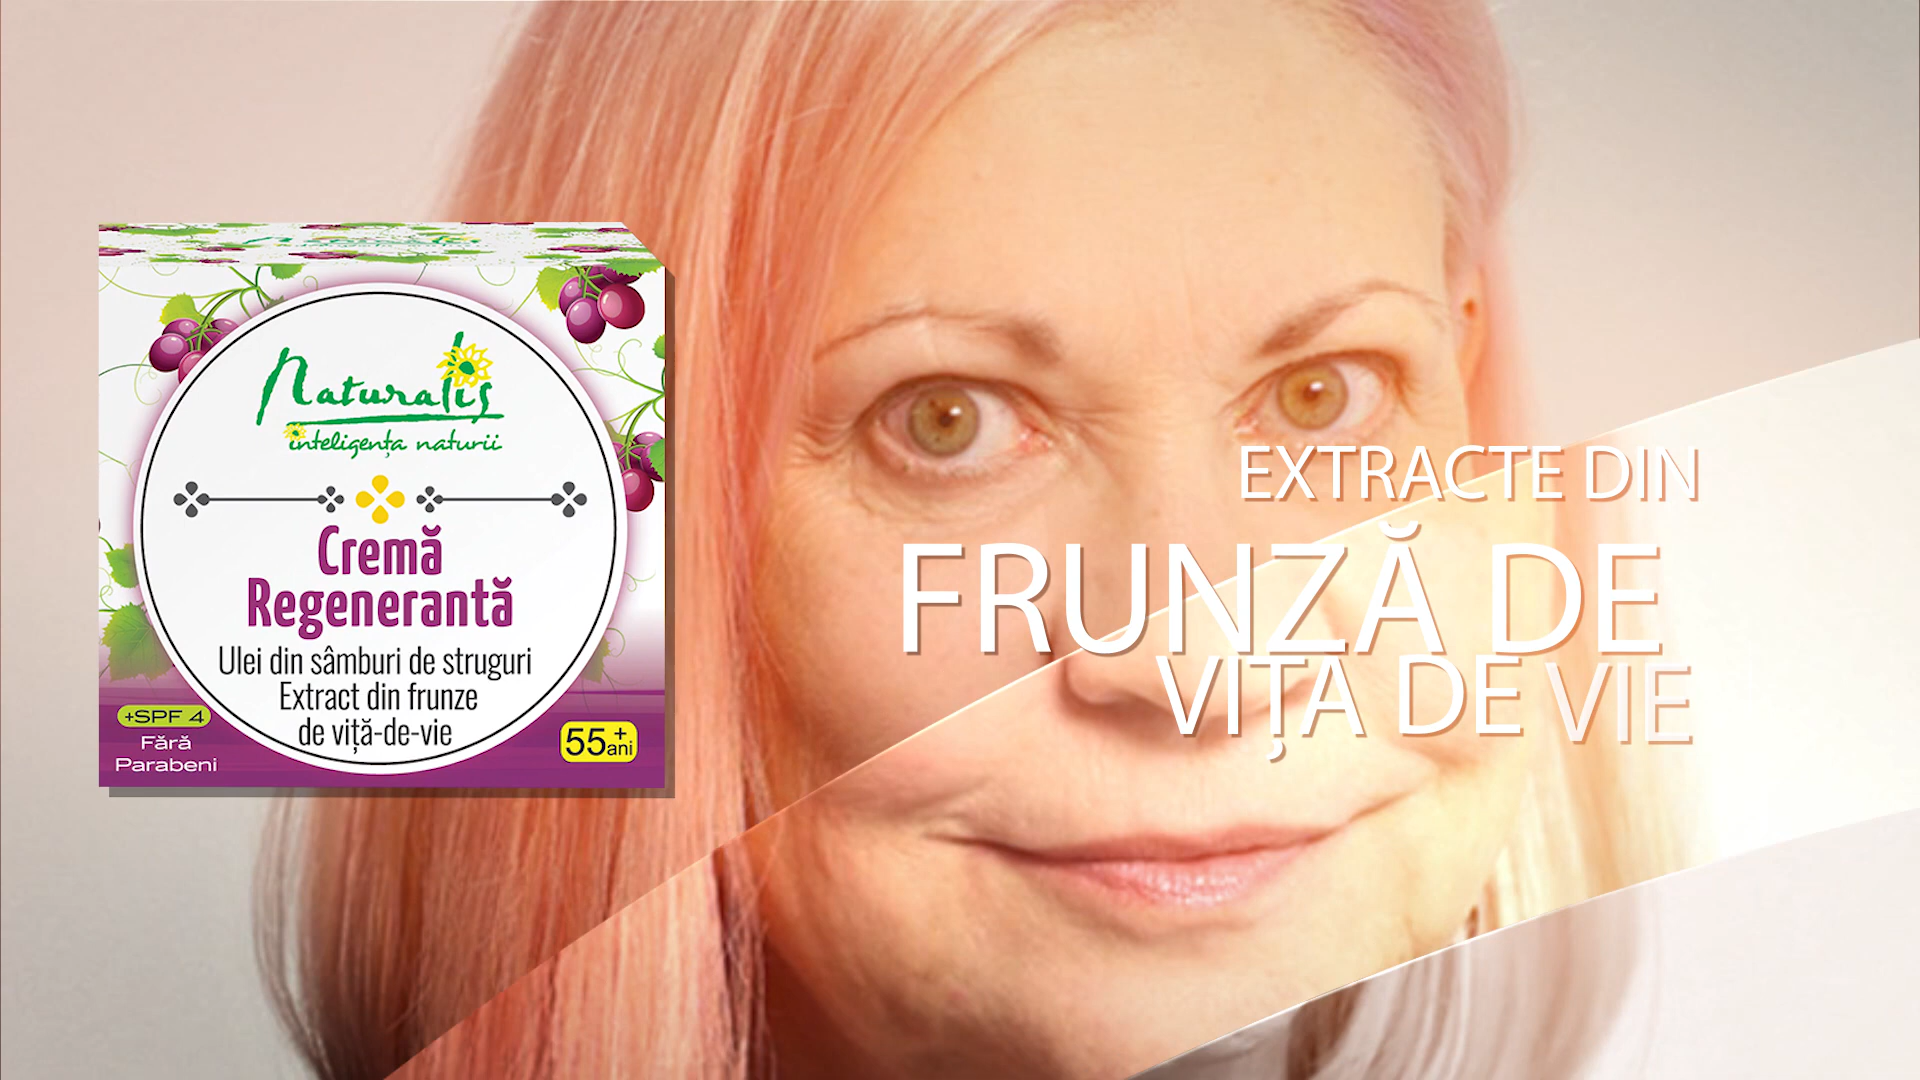 Naturalis
inteligența naturii
Cremă
Regenerantă
Ulei din sâmburi de struguri
Extract din frunze
de viță-de-vie
+SPF 4
Fără
Parabeni
55+
ani
EXTRACTE DIN
FRUNZĂ DE
VIȚA DE VIE